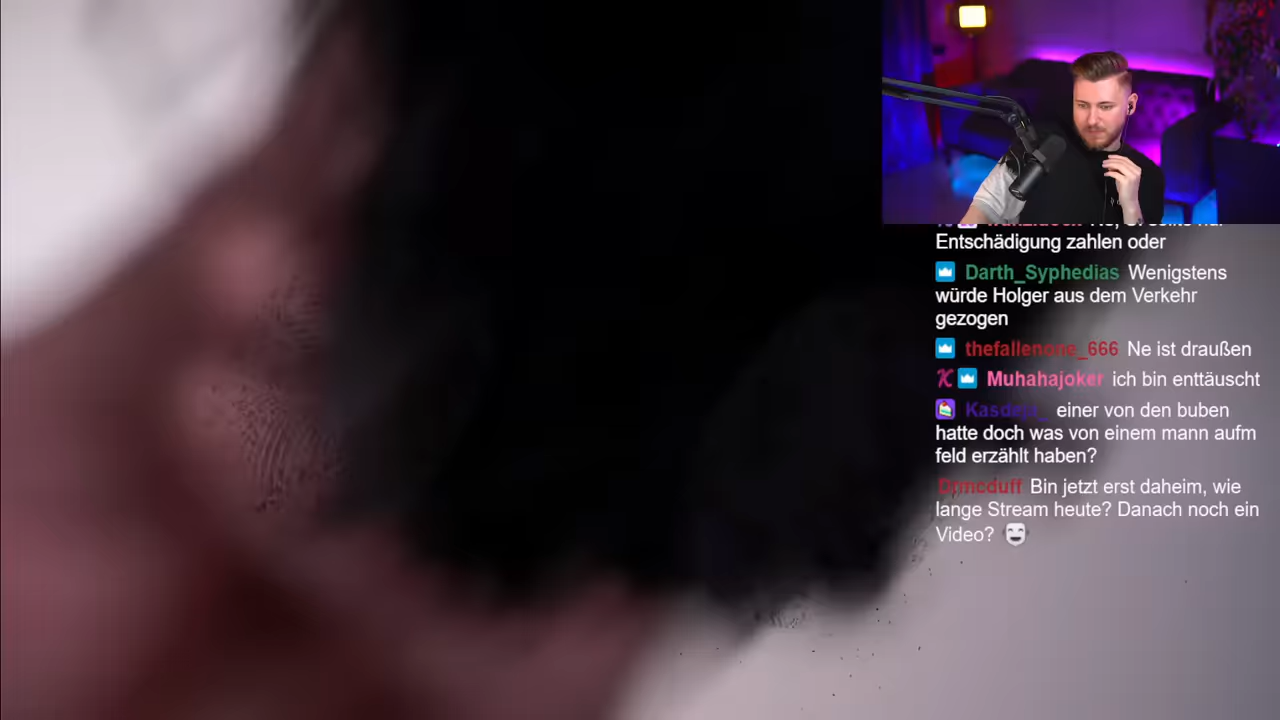 Entschädigung zahlen oder
Darth_Syphedias Wenigstens
würde Holger aus dem Verkehr
gezogen
thefallenone_666 Ne ist draußen
Muhahajoker ich bin enttäuscht
einer von den buben
hatte doch was von einem mann aufm
feld erzählt haben?
Drmcduff Bin jetzt erst daheim, wie
lange Stream heute? Danach noch ein
Video?